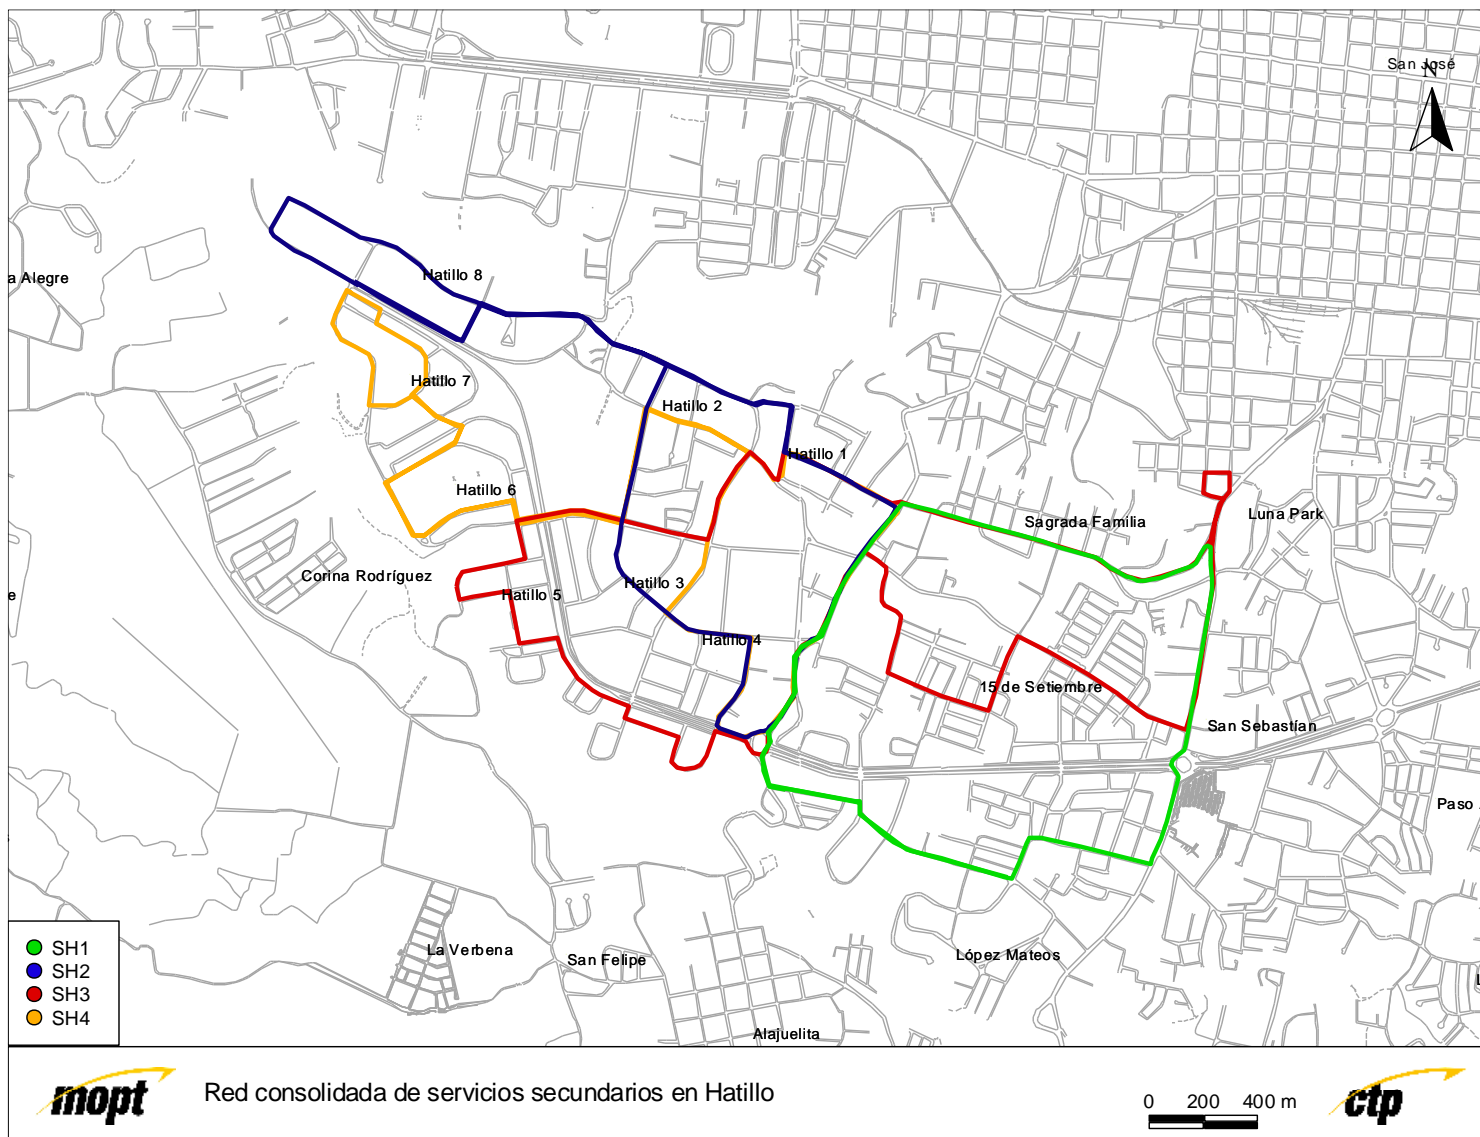 San José
N
a Alegre
Hatillo 8
Hatillo 7
Hatillo 2
Hatillo 1
Hatillo 6
Sagrada Familia
Luna Park
Corina Rodríguez
Hatillo 3
Hatillo 5
Hatillo 4
15 de Setiembre
San Sebastían
Paso
La Verbena
San Felipe
López Mateos
Alajuelita
SH1
SH2
SH3
SH4
mopt
Red consolidada de servicios secundarios en Hatillo
0 200 400 m
ctp